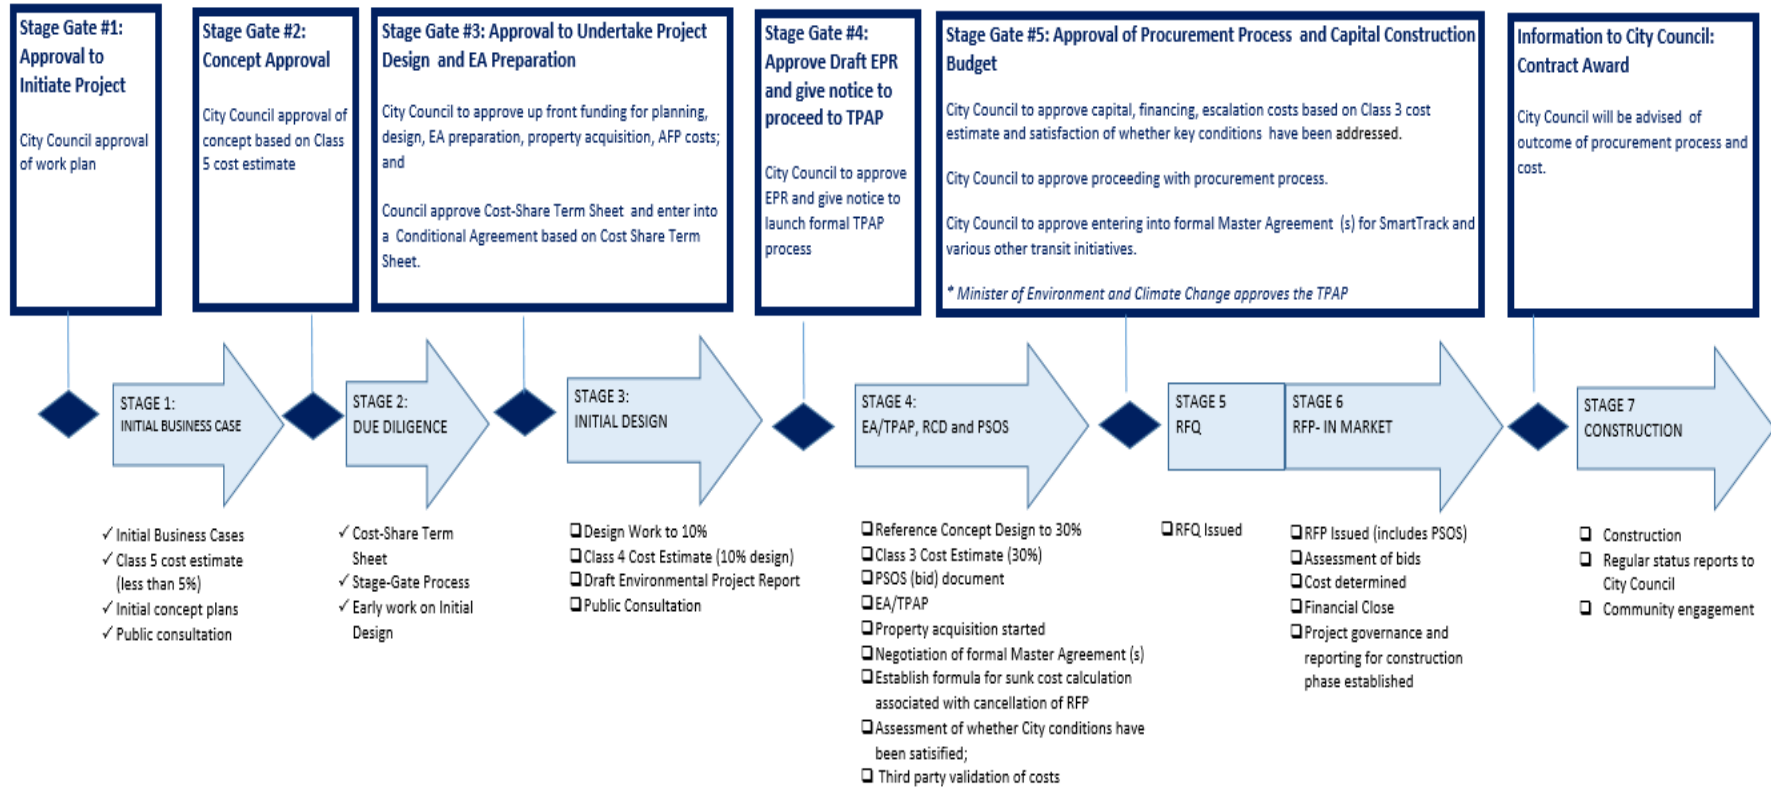 Stage Gate #1:
Approval to
Initiate Project
City Council approval
of work plan
Stage Gate #2:
Concept Approval
City Council approval of
concept based on Class
5 cost estimate
Stage Gate #3: Approval to Undertake Project
Design and EA Preparation
City Council to approve up front funding for planning,
design, EA preparation, property acquisition, AFP costs;
and
Council approve Cost-Share Term Sheet and enter into
a Conditional Agreement based on Cost Share Term
Sheet.
Stage Gate #4:
Approve Draft EPR
and give notice to
proceed to TPAP
City Council to approve
EPR and give notice to
launch formal TPAP
process
Stage Gate #5: Approval of Procurement Process and Capital Construction
Budget
City Council to approve capital, financing, escalation costs based on Class 3 cost
estimate and satisfaction of whether key conditions have been addressed.
City Council to approve proceeding with procurement process.
City Council to approve entering into formal Master Agreement (s) for SmartTrack and
various other transit initiatives.
* Minister of Environment and Climate Change approves the TPAP
Information to City Council:
Contract Award
City Council will be advised of
outcome of procurement process and
cost.
STAGE 1:
INITIAL BUSINESS CASE
STAGE 2:
DUE DILIGENCE
STAGE 3:
INITIAL DESIGN
STAGE 4:
EA/TPAP, RCD and PSOS
STAGE 5
RFQ
STAGE 6
RFP- IN MARKET
STAGE 7
CONSTRUCTION
✓ Initial Business Cases
✓ Class 5 cost estimate
(less than 5%)
✓ Initial concept plans
✓ Public consultation
✓ Cost-Share Term
Sheet
✓ Stage-Gate Process
✓ Early work on Initial
Design
❑ Design Work to 10%
❑ Class 4 Cost Estimate (10% design)
❑ Draft Environmental Project Report
❑ Public Consultation
❑ Reference Concept Design to 30%
❑ Class 3 Cost Estimate (30%)
❑ PSOS (bid) document
❑ EA/TPAP
❑ Property acquisition started
❑ Negotiation of formal Master Agreement (s)
❑ Establish formula for sunk cost calculation
associated with cancellation of RFP
❑ Assessment of whether City conditions have
been satisified;
❑ Third party validation of costs
❑ RFQ Issued
❑ RFP Issued (includes PSOS)
❑ Assessment of bids
❑ Cost determined
❑ Financial Close
❑ Project governance and
reporting for construction
phase established
❑ Construction
❑ Regular status reports to
City Council
❑ Community engagement